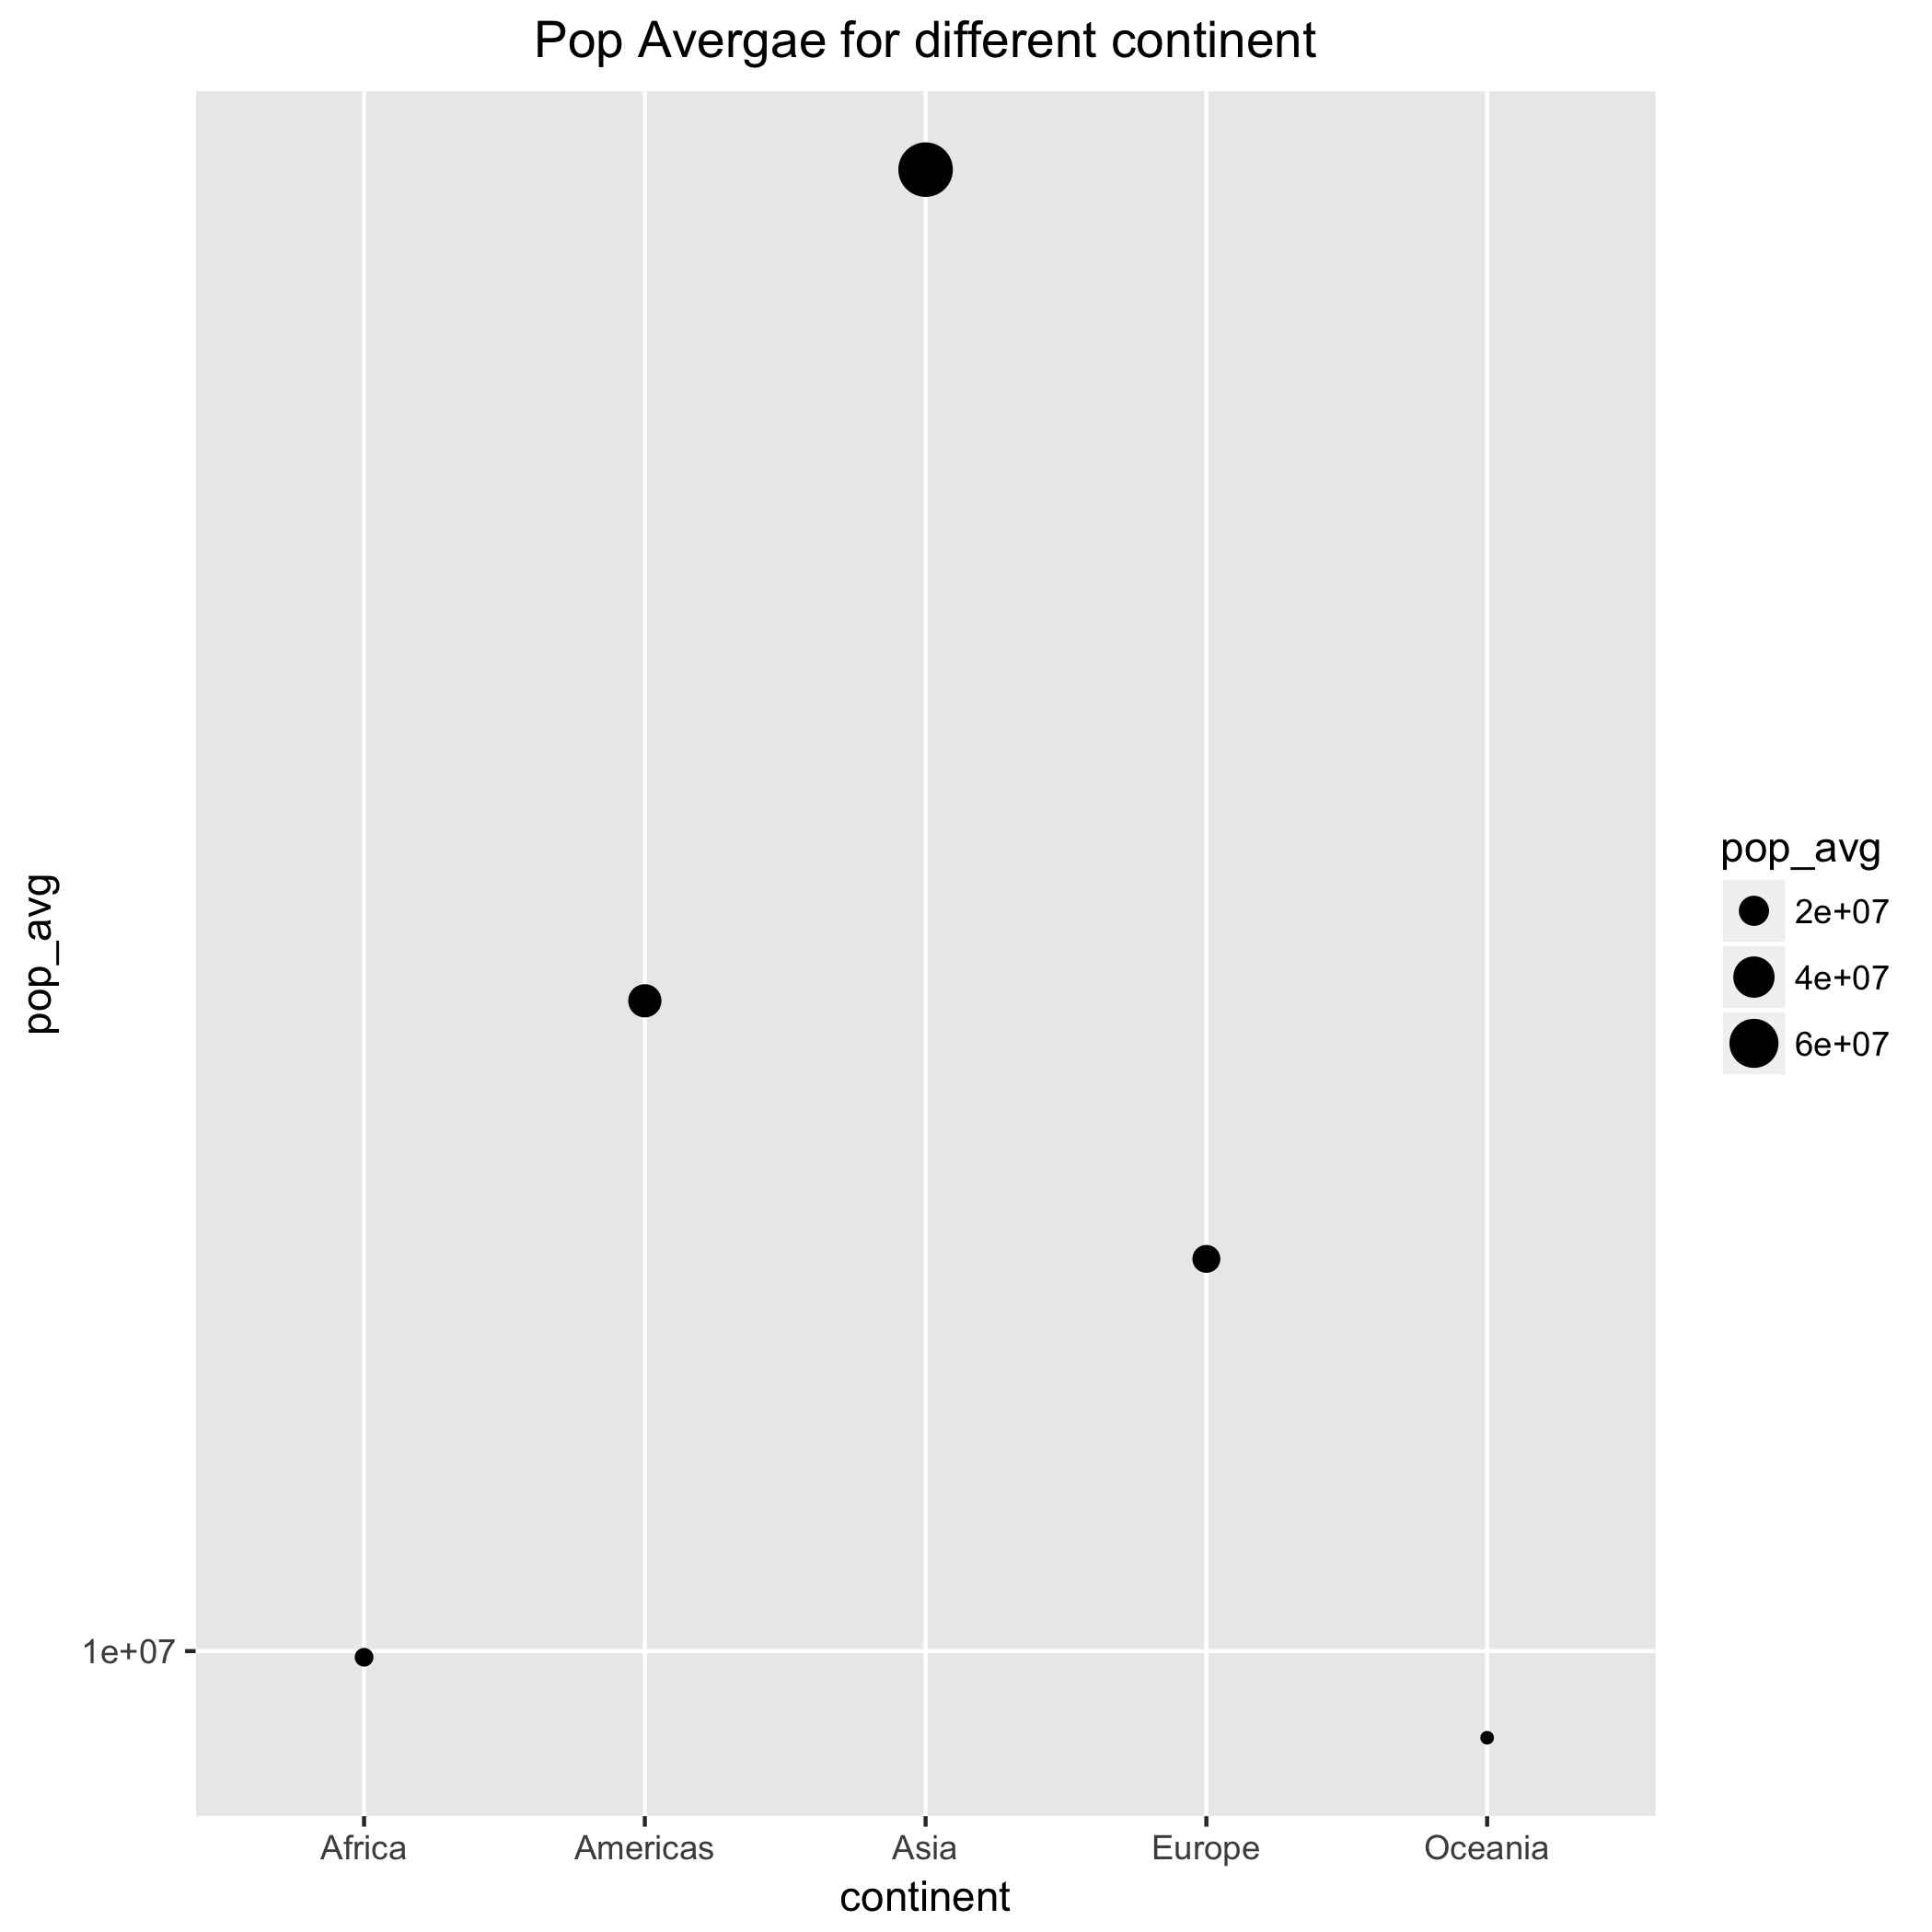 Pop Avergae for different continent
pop_avg
1e+07
Africa Americas Asia Europe Oceania
continent
pop_avg
2e+07
4e+07
6e+07